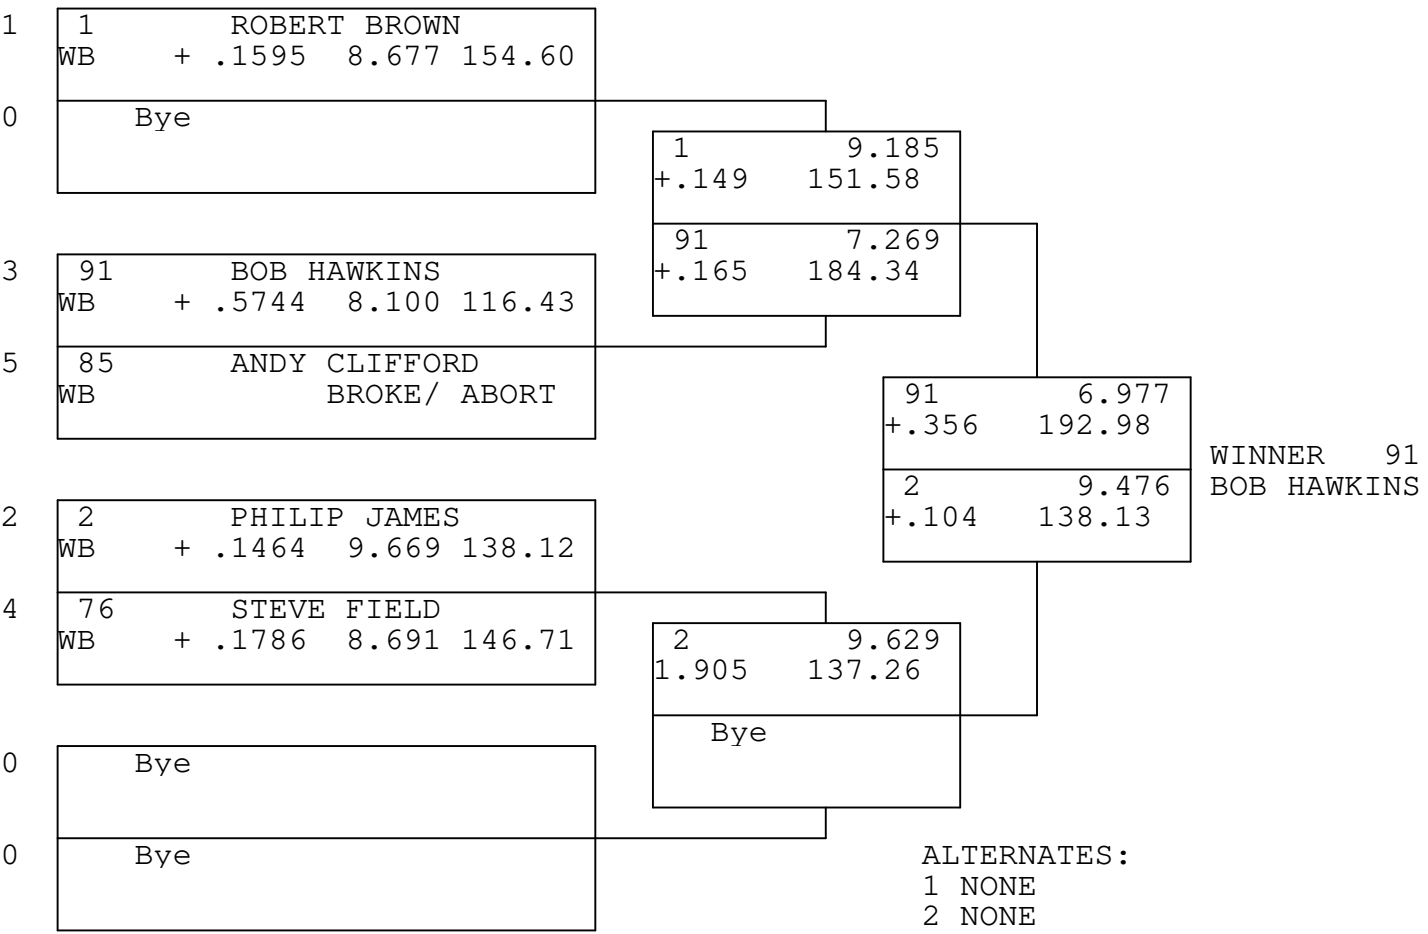 1 1 ROBERT BROWN
WB + .1595 8.677 154.60
0 Bye
3 91 BOB HAWKINS
WB + .5744 8.100 116.43
5 85 ANDY CLIFFORD
WB BROKE/ ABORT
2 2 PHILIP JAMES
WB + .1464 9.669 138.12
4 76 STEVE FIELD
WB + .1786 8.691 146.71
0 Bye
0 Bye
1 9.185
+.149 151.58
91 7.269
+.165 184.34
2 9.629
1.905 137.26
Bye
91 6.977
+.356 192.98
2 9.476
+.104 138.13
WINNER 91
BOB HAWKINS
ALTERNATES:
1 NONE
2 NONE